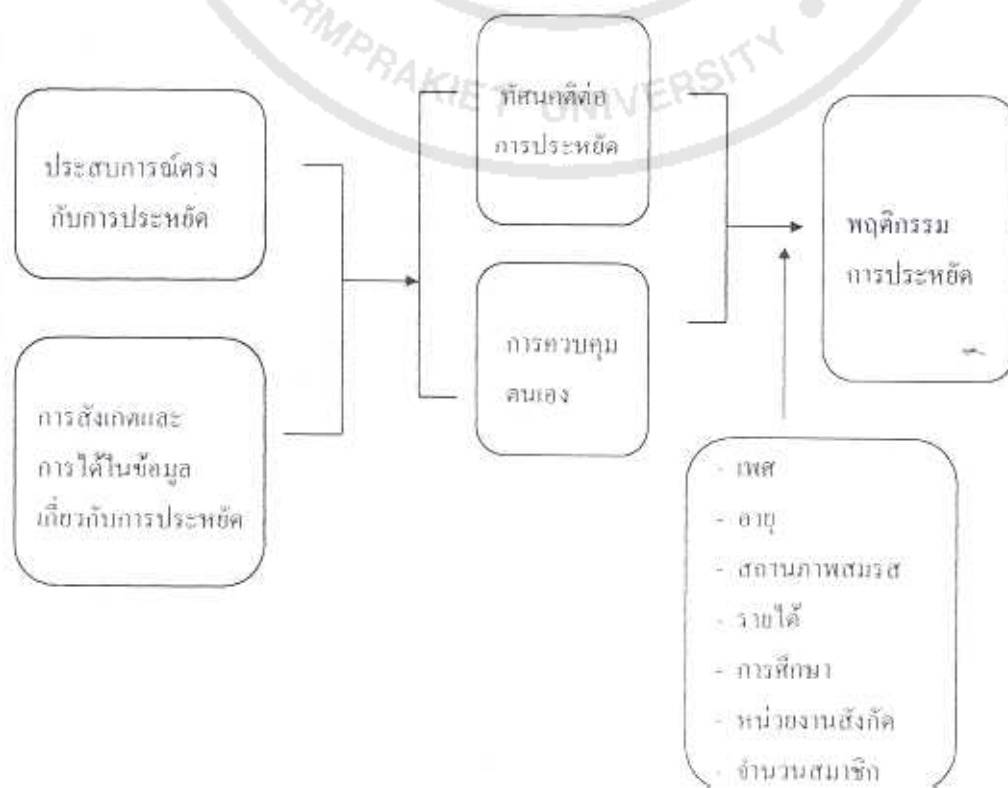 ERMPRAKIET UNIVERSITY
ประสบการณ์ตรง
กับการประหยัด
การสังเกตและ
การได้ในข้อมูล
เกี่ยวกับการประหยัด
ทัศนคติต่อ
การประหยัด
การควบคุม
ตนเอง
พฤติกรรม
การประหยัด
- เพศ
- อายุ
- สถานภาพสมรส
- รายได้
- การศึกษา
- หน่วยงานสังกัด
- จำนวนสมาชิก